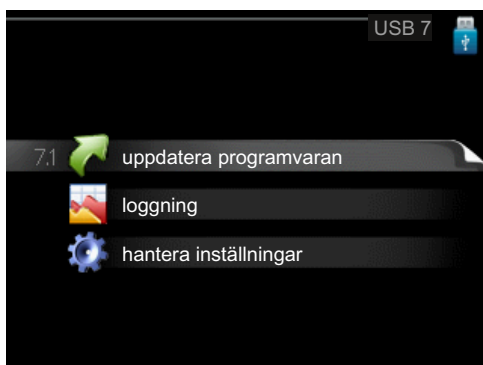 USB 7
7.1 uppdatera programvaran
loggning
hantera inställningar